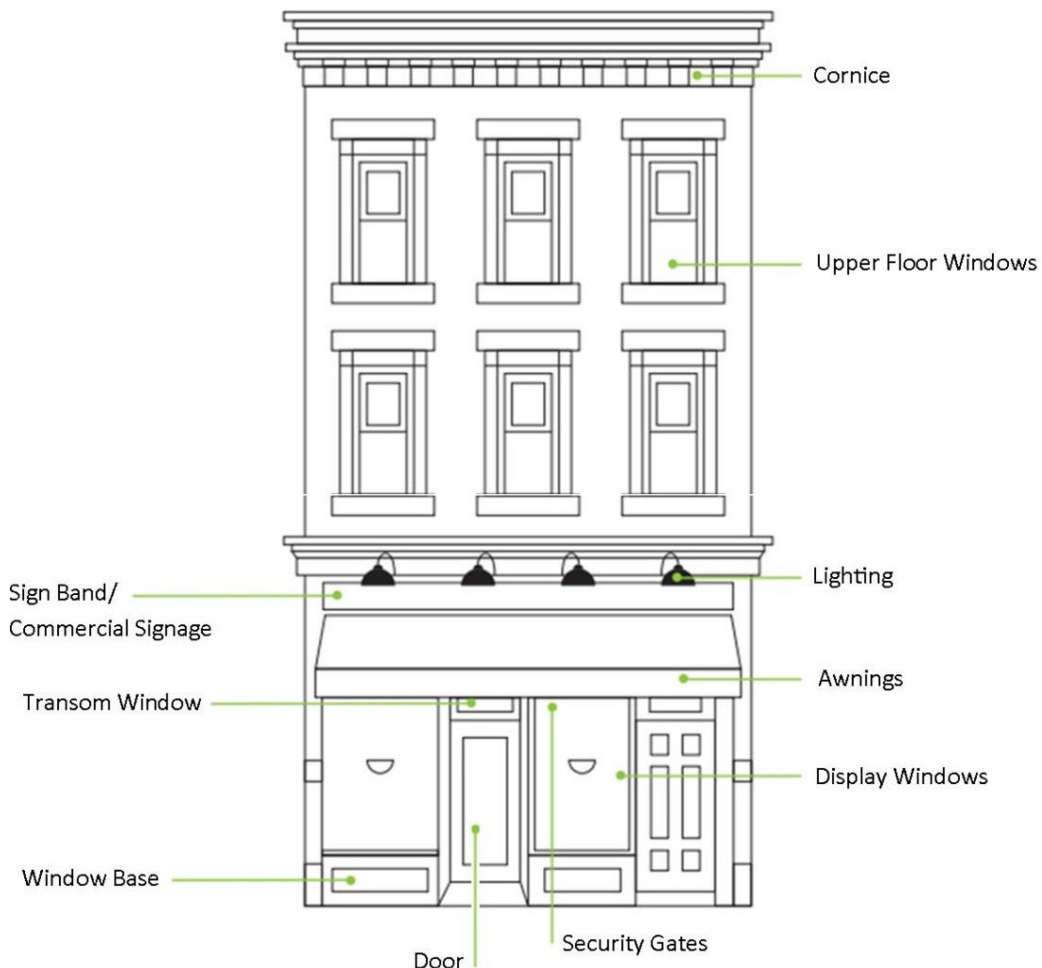 Cornice
Upper Floor Windows
Lighting
Sign Band/
Commercial Signage
Awnings
Transom Window
Display Windows
Window Base
Security Gates
Door